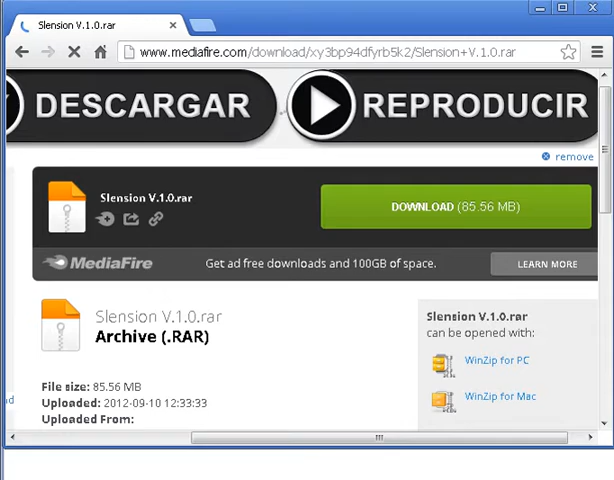 Slension V.1.0.rar
www.mediafire.com/download/xy3bp94dfyrb5k2/Slension+V.1.0.rar
DESCARGAR
REPRODUCIR
remove
Slension V.1.0.rar
DOWNLOAD (85.56 MB)
MediaFire
Get ad free downloads and 100GB of space.
LEARN MORE
Slension V.1.0.rar
Archive (.RAR)
Slension V.1.0.rar
can be opened with:
WinZip for PC
WinZip for Mac
File size: 85.56 MB
Uploaded: 2012-09-10 12:33:33
Uploaded From: